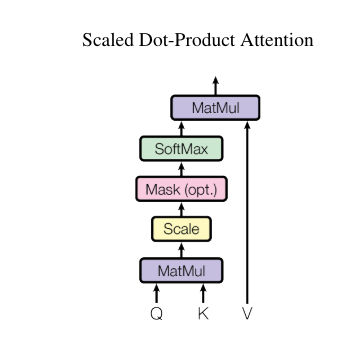 Scaled Dot-Product Attention
MatMul
SoftMax
Mask (opt.)
Scale
MatMul
Q K V